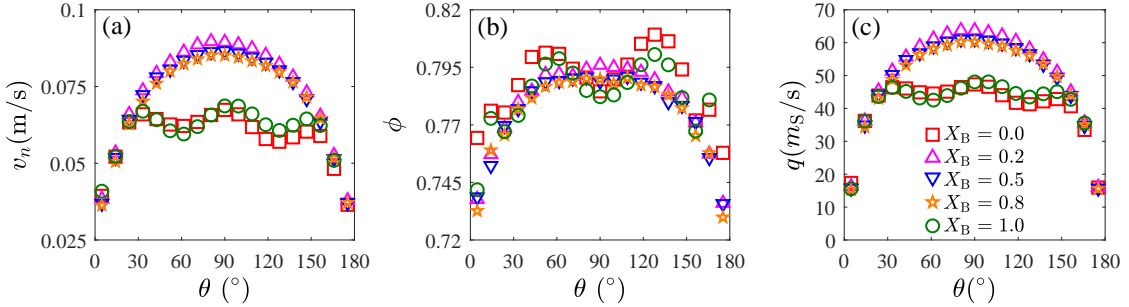 (a)
0.1
0.075
0.05
0.025
v_n(m/s)
0 30 60 90 120 150 180
θ (°)
(b)
0.82
0.795
0.77
0.745
0.72
ϕ
0 30 60 90 120 150 180
θ (°)
(c)
70
60
50
40
30
20
10
0
q(m_S/s)
0 30 60 90 120 150 180
θ(°)
X_B = 0.0
X_B = 0.2
X_B = 0.5
X_B = 0.8
X_B = 1.0